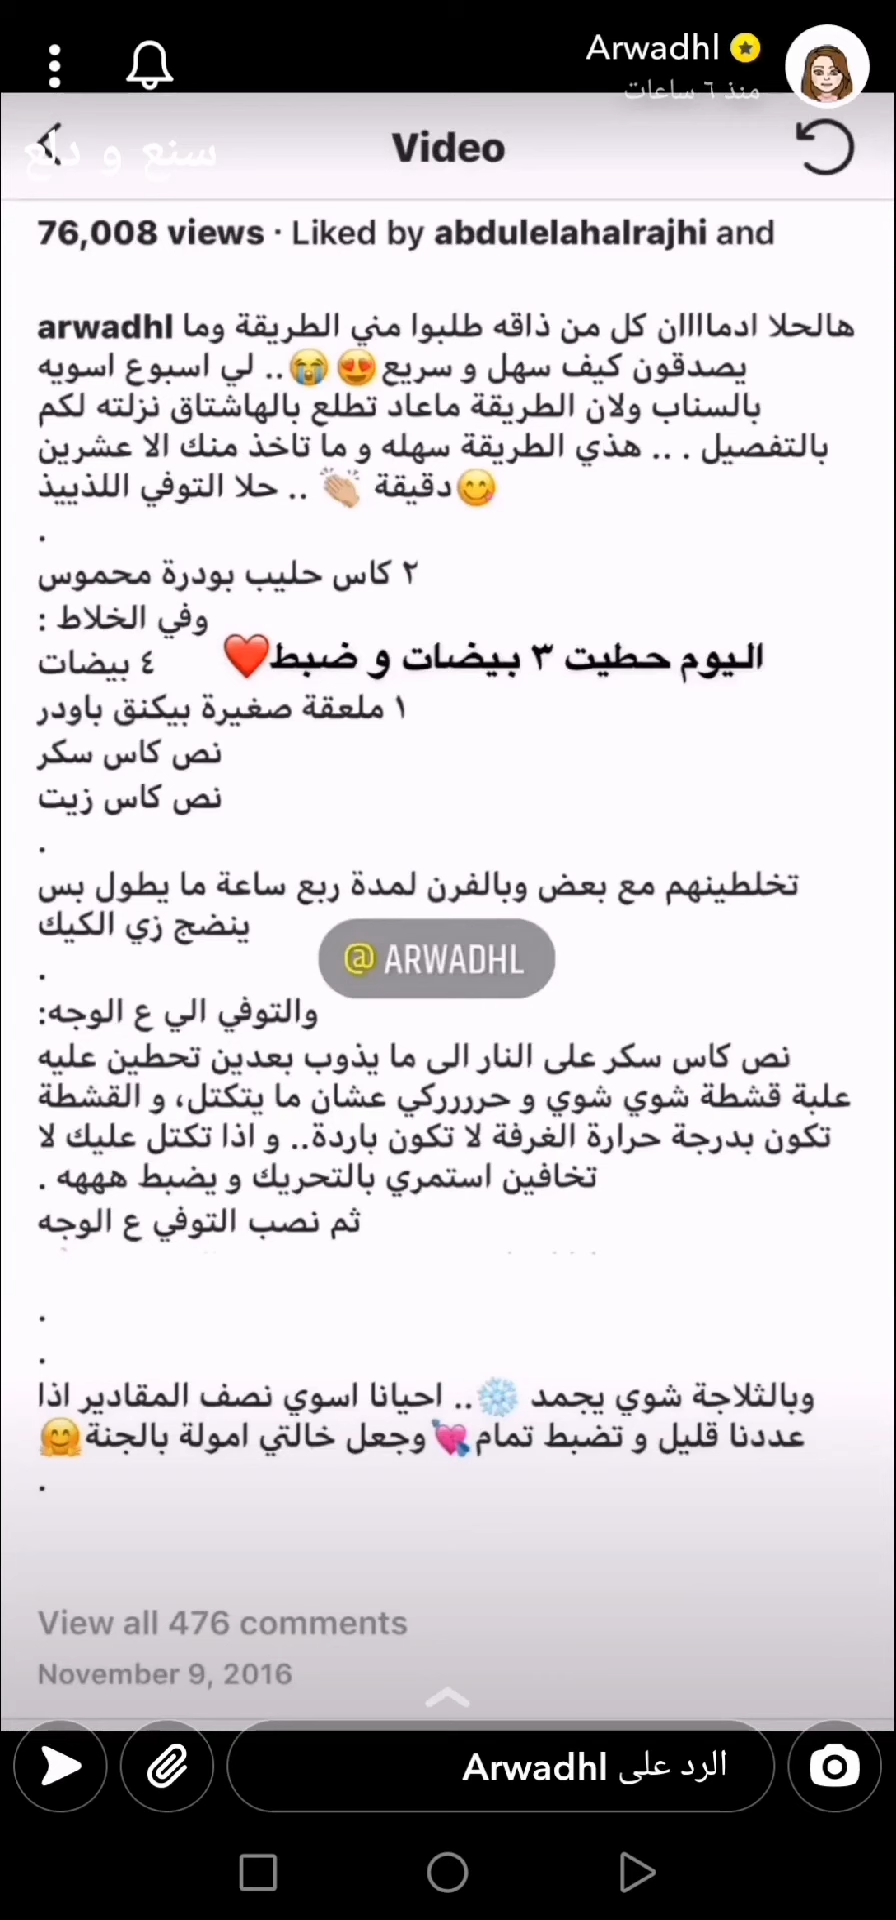 Arwadhl
منذ ٦ ساعات
سنع و دلع
Video
76,008 views · Liked by abdulelahalrajhi and
arwadhl هالحلا ادماااان كل من ذاقه طلبوا مني الطريقة وما
يصدقون كيف سهل و سريع😍😭.. لي اسبوع اسويه
بالسناب ولان الطريقة ماعاد تطلع بالهاشتاق نزلته لكم
بالتفصيل . .. هذي الطريقة سهله و ما تاخذ منك الا عشرين
دقيقة 👏🏼 .. حلا التوفي اللذييذ😋
.
٢ كاس حليب بودرة محموس
وفي الخلاط :
٤ بيضات
اليوم حطيت ٣ بيضات و ضبط❤️
١ ملعقة صغيرة بيكنق باودر
نص كاس سكر
نص كاس زيت
.
تخلطينهم مع بعض وبالفرن لمدة ربع ساعة ما يطول بس
ينضج زي الكيك
@ ARWADHL
.
والتوفي الي ع الوجه:
نص كاس سكر على النار الى ما يذوب بعدين تحطين عليه
علبة قشطة شوي شوي و حرررركي عشان ما يتكتل، و القشطة
تكون بدرجة حرارة الغرفة لا تكون باردة.. و اذا تكتل عليك لا
تخافين استمري بالتحريك و يضبط هههه .
ثم نصب التوفي ع الوجه
.
.
وبالثلاجة شوي يجمد ❄️.. احيانا اسوي نصف المقادير اذا
عددنا قليل و تضبط تمام💘وجعل خالتي امولة بالجنة🤗
.
View all 476 comments
November 9, 2016
الرد على Arwadhl